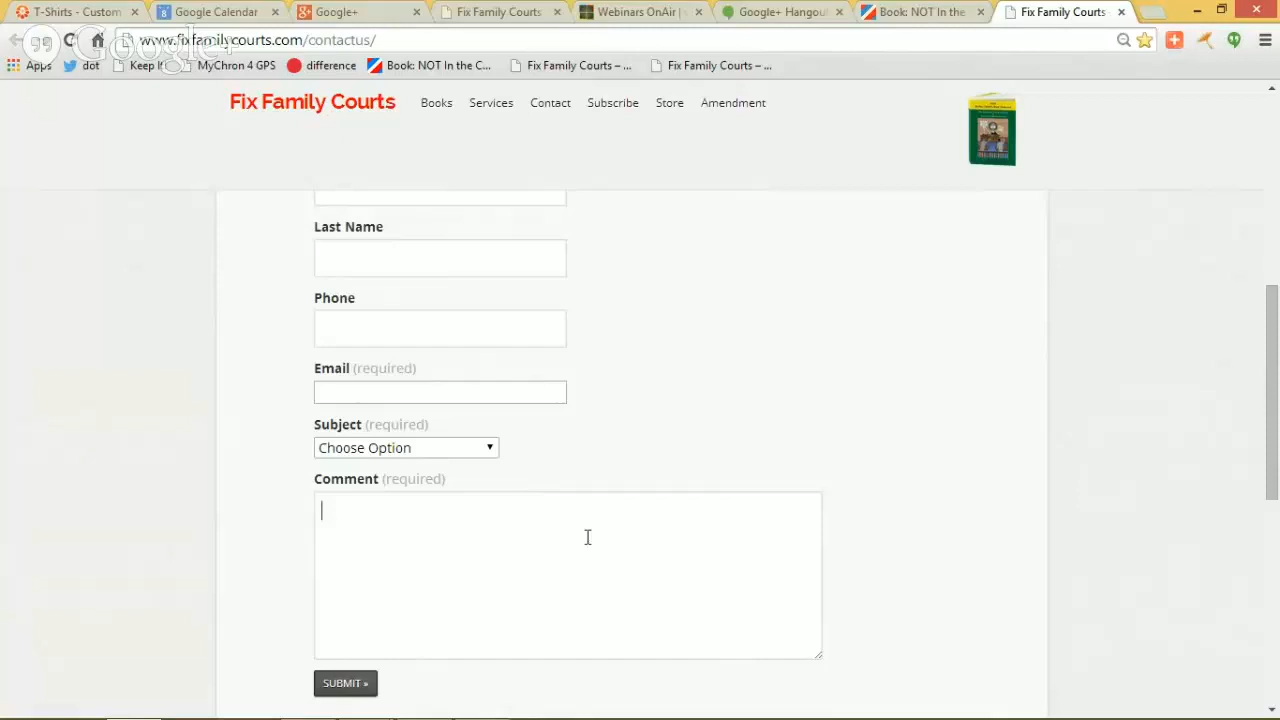 T-Shirts - Custom
Google Calendar
Google+
Fix Family Courts
Webinars OnAir |
Google+ Hangout
Book: NOT In the
Fix Family Courts
www.fixfamilycourts.com/contactus/
Google+
Apps
dot
Keep It
MyChron 4 GPS
difference
Book: NOT In the C...
Fix Family Courts – ...
Fix Family Courts – ...
Fix Family Courts
Books
Services
Contact
Subscribe
Store
Amendment
Last Name
Phone
Email (required)
Subject (required)
Choose Option
Comment (required)
SUBMIT »